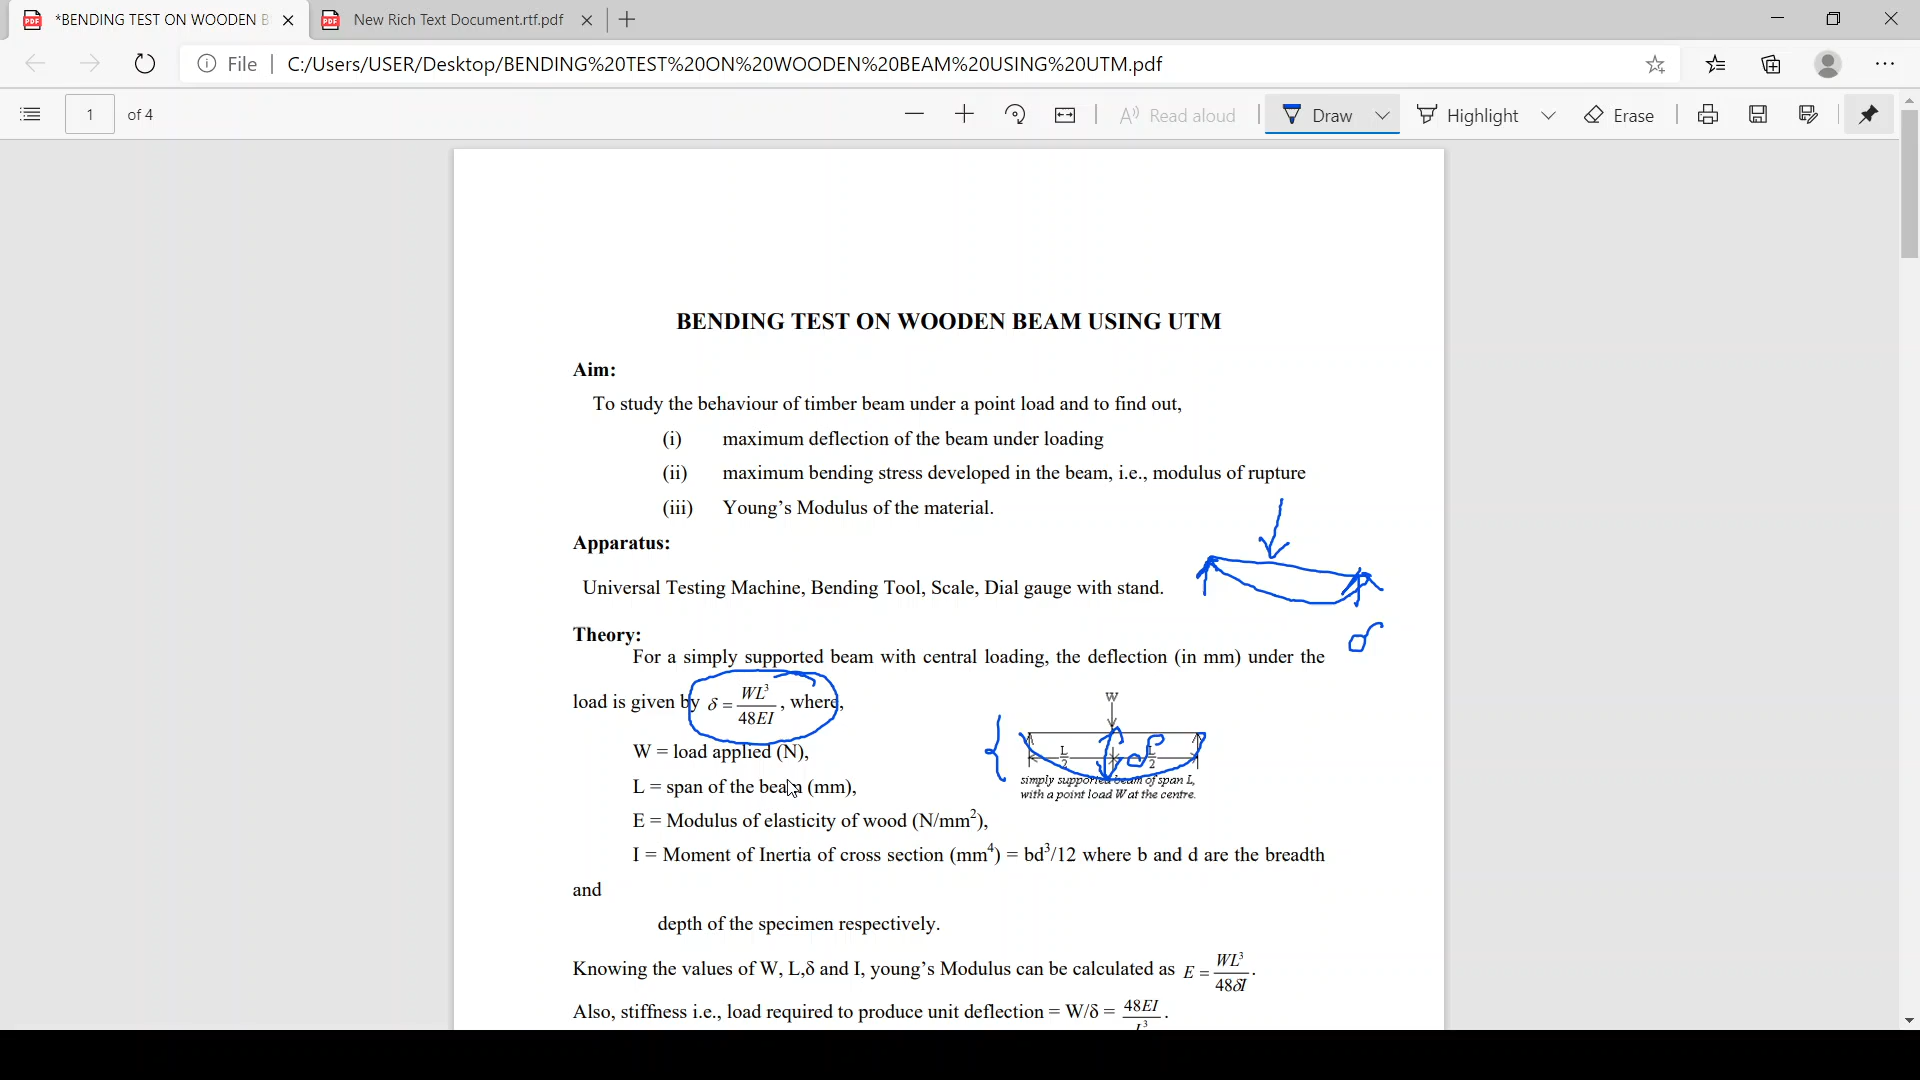 *BENDING TEST ON WOODEN B
New Rich Text Document.rtf.pdf
File | C:/Users/USER/Desktop/BENDING%20TEST%20ON%20WOODEN%20BEAM%20USING%20UTM.pdf
1 of 4
Read aloud
Draw
Highlight
Erase
BENDING TEST ON WOODEN BEAM USING UTM
Aim:
To study the behaviour of timber beam under a point load and to find out,
(i) maximum deflection of the beam under loading
(ii) maximum bending stress developed in the beam, i.e., modulus of rupture
(iii) Young’s Modulus of the material.
Apparatus:
Universal Testing Machine, Bending Tool, Scale, Dial gauge with stand.
Theory:
For a simply supported beam with central loading, the deflection (in mm) under the
δ
load is given by δ = WL³/48EI, where,
W = load applied (N),
L = span of the beam (mm),
W
L/2 δ L/2
simply supported beam of span L,
with a point load W at the centre.
E = Modulus of elasticity of wood (N/mm²),
I = Moment of Inertia of cross section (mm⁴) = bd³/12 where b and d are the breadth
and
depth of the specimen respectively.
Knowing the values of W, L,δ and I, young’s Modulus can be calculated as E = WL³/48δI.
Also, stiffness i.e., load required to produce unit deflection = W/δ = 48EI/L³.